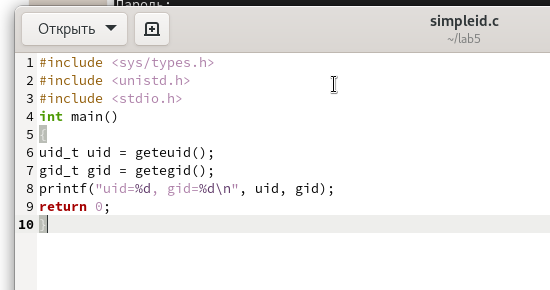 Пароль:
Открыть
simpleid.c
~/lab5
1 #include <sys/types.h>
2 #include <unistd.h>
3 #include <stdio.h>
4 int main()
5 {
6 uid_t uid = geteuid();
7 gid_t gid = getegid();
8 printf("uid=%d, gid=%d\n", uid, gid);
9 return 0;
10 }